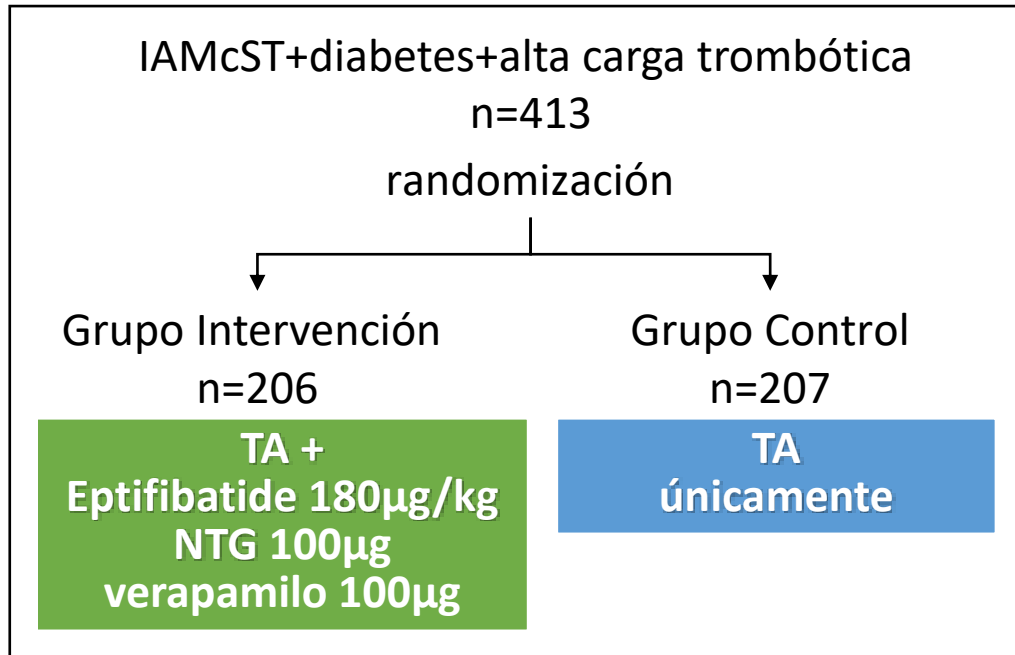 IAMcST+diabetes+alta carga trombótica
n=413
randomización
Grupo Intervención
n=206
TA +
Eptifibatide 180µg/kg
NTG 100µg
verapamilo 100µg
Grupo Control
n=207
TA
únicamente